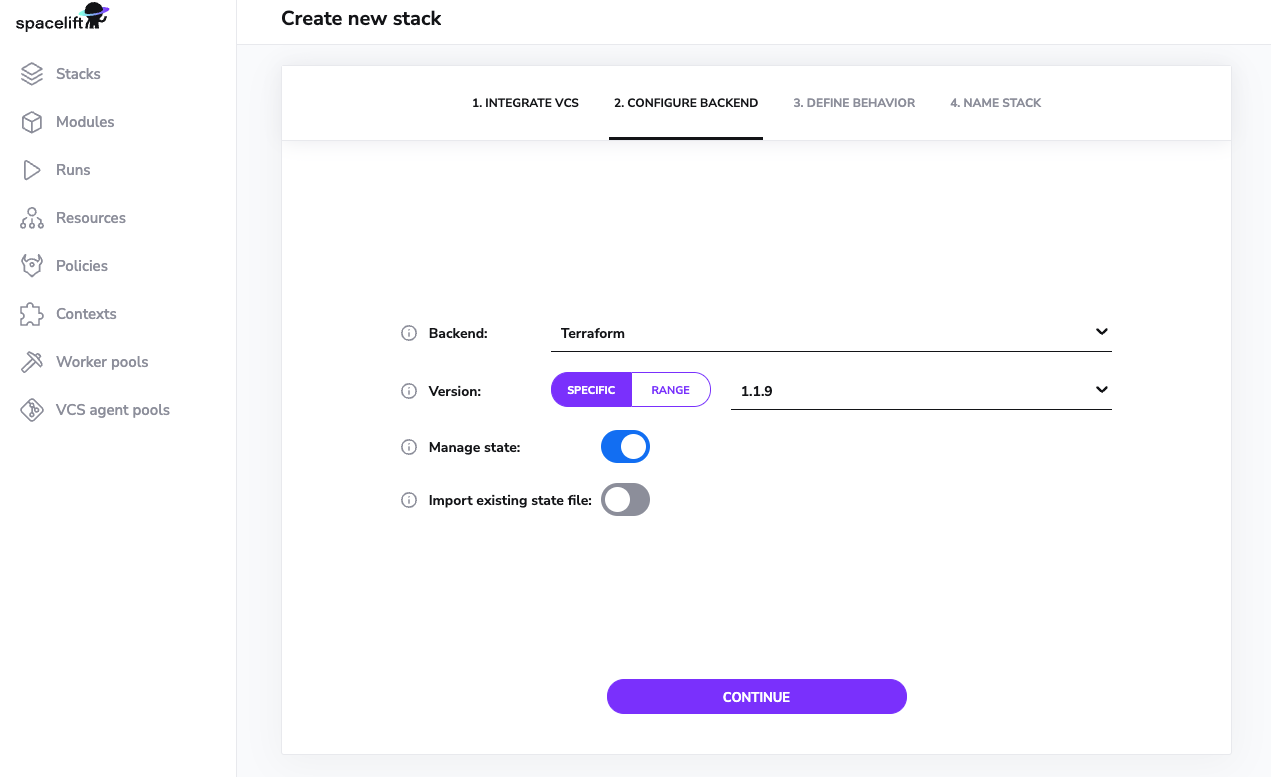 spacelift
Create new stack
Stacks
Modules
Runs
Resources
Policies
Contexts
Worker pools
VCS agent pools
1. INTEGRATE VCS
2. CONFIGURE BACKEND
3. DEFINE BEHAVIOR
4. NAME STACK
Backend: Terraform
Version: SPECIFIC RANGE 1.1.9
Manage state:
Import existing state file:
CONTINUE